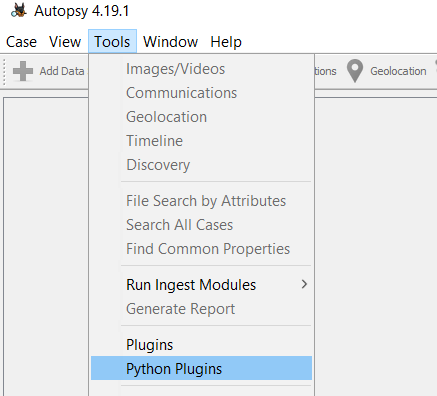 Autopsy 4.19.1
Case View Tools Window Help
Add Data
Images/Videos
Communications
Geolocation
Timeline
Discovery
File Search by Attributes
Search All Cases
Find Common Properties
Run Ingest Modules
Generate Report
Plugins
Python Plugins
Geolocation